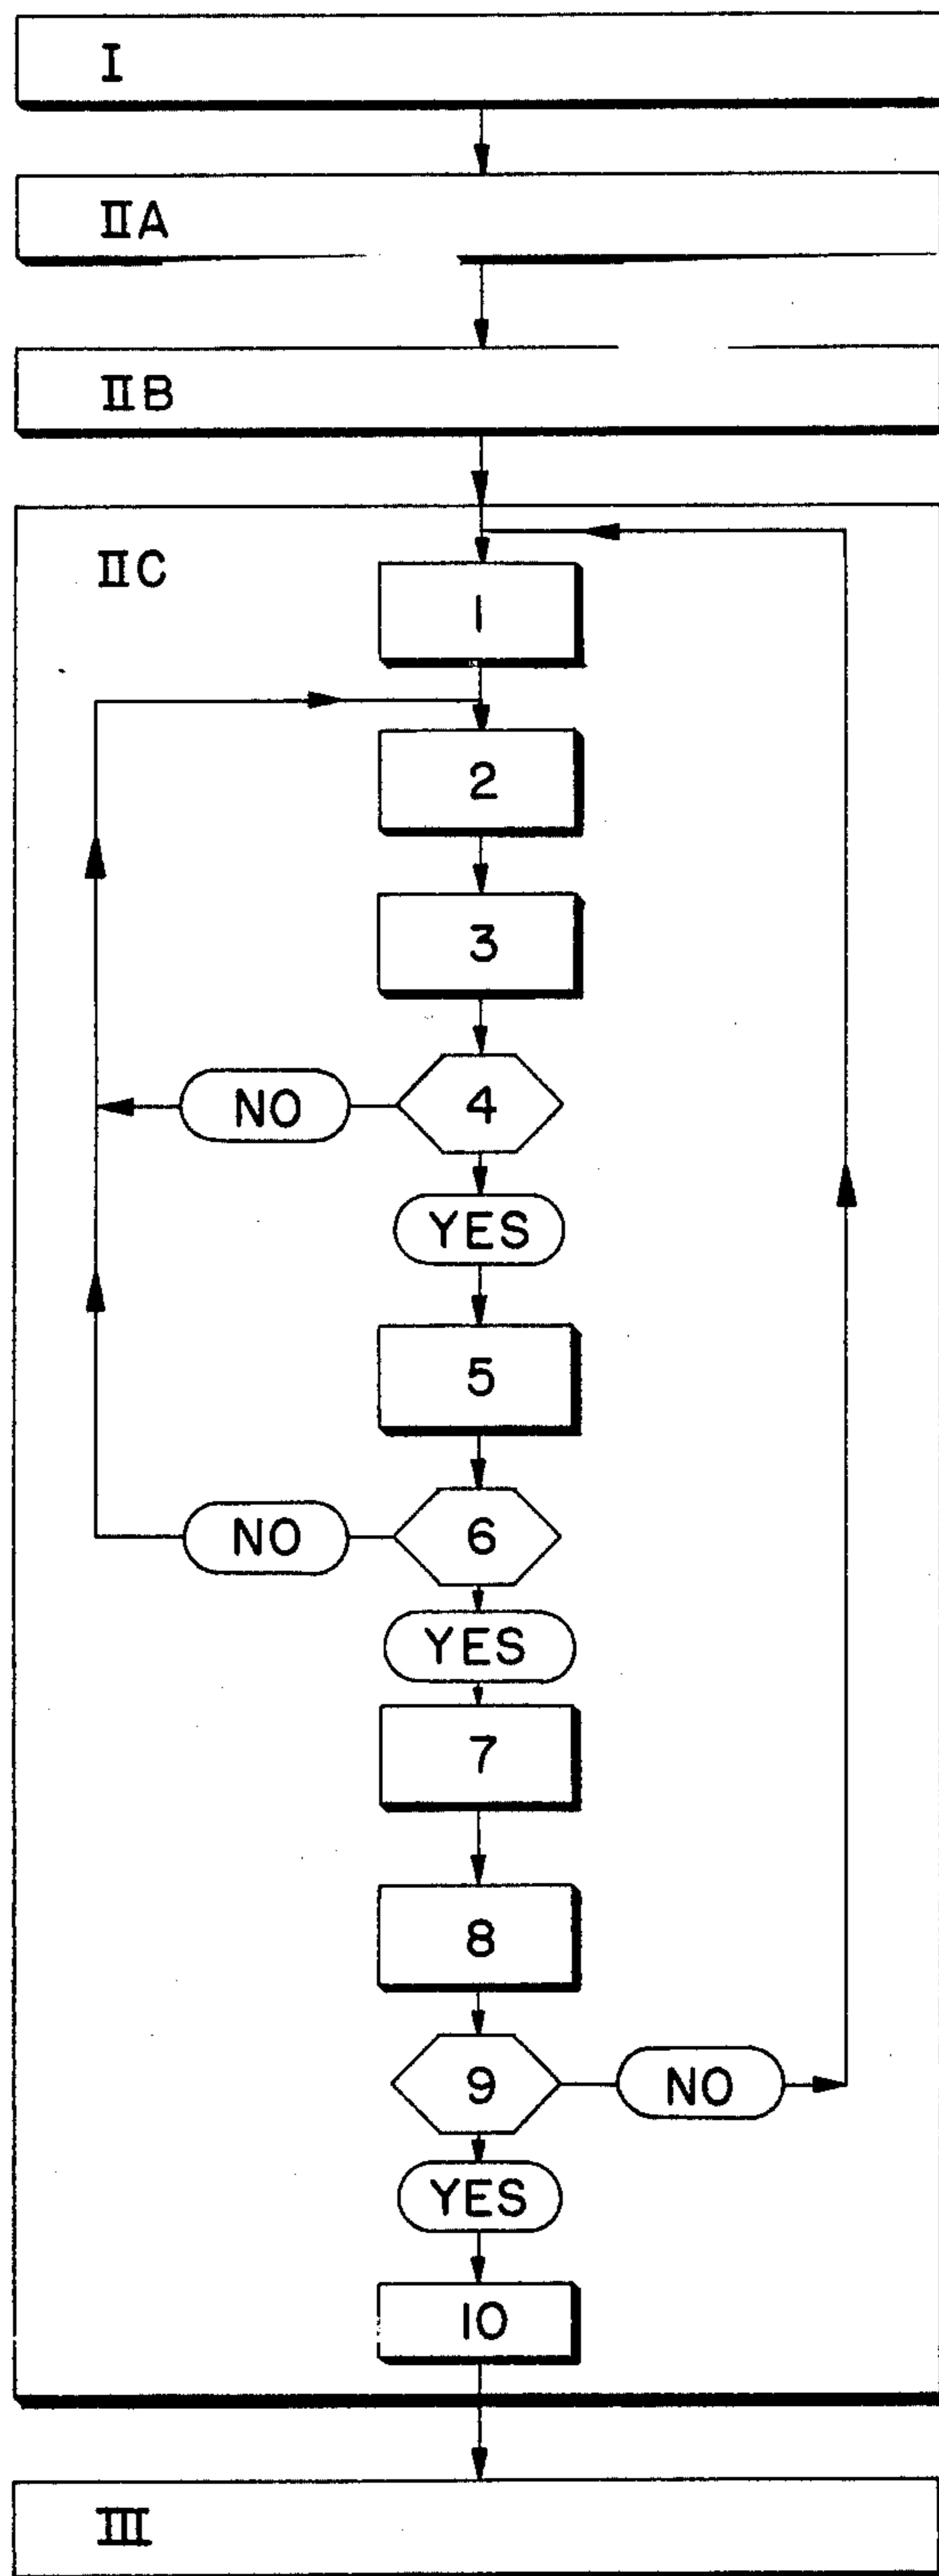 I
IIA
IIB
IIC
1
2
3
NO
4
YES
5
NO
6
YES
7
8
9
NO
YES
10
III